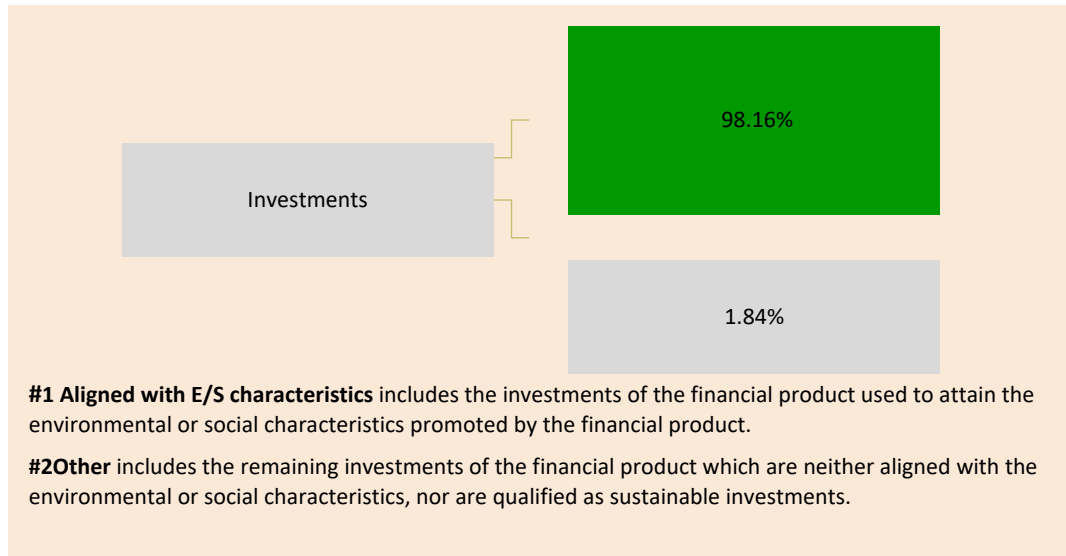 98.16%
Investments
1.84%
#1 Aligned with E/S characteristics includes the investments of the financial product used to attain the
environmental or social characteristics promoted by the financial product.
#2Other includes the remaining investments of the financial product which are neither aligned with the
environmental or social characteristics, nor are qualified as sustainable investments.